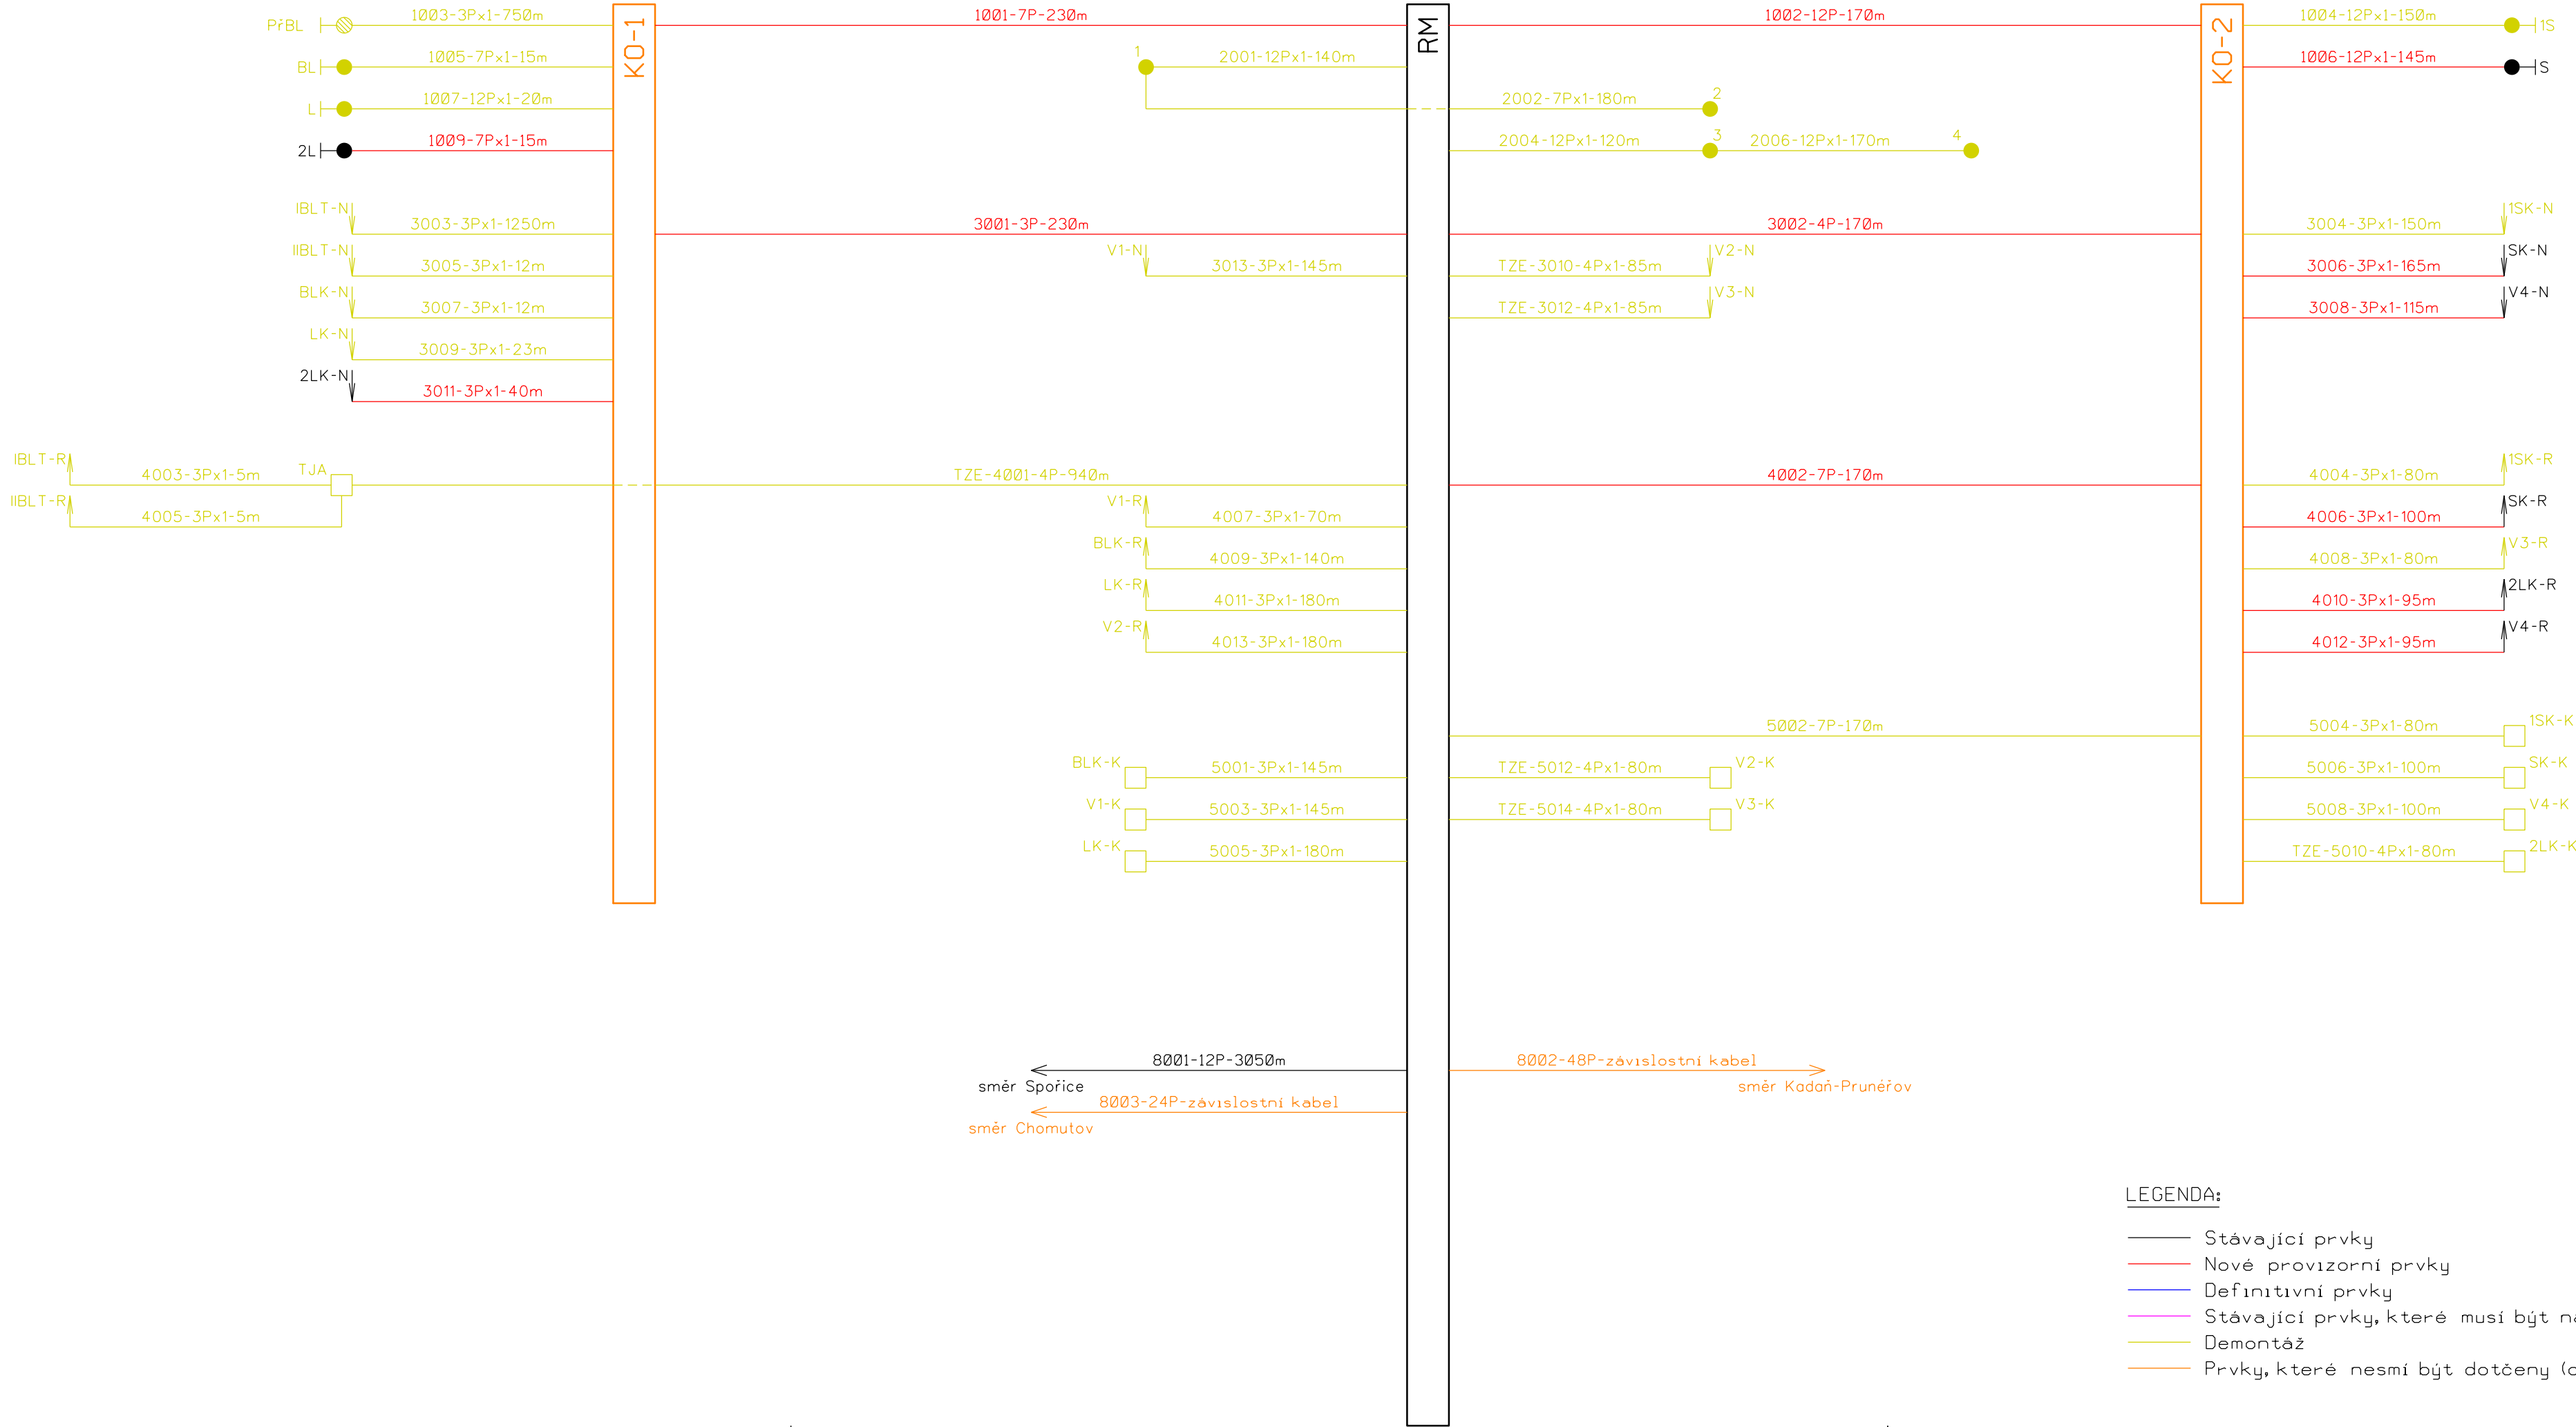 PřBL
1003-3Px1-750m
KO-1
1001-7P-230m
RM
1002-12P-170m
KO-2
1004-12Px1-150m
1S
BL
1005-7Px1-15m
1
2001-12Px1-140m
1006-12Px1-145m
S
L
1007-12Px1-20m
2002-7Px1-180m
2
2L
1009-7Px1-15m
2004-12Px1-120m
3
2006-12Px1-170m
4
IBLT-N
3003-3Px1-1250m
3001-3P-230m
3002-4P-170m
3004-3Px1-150m
1SK-N
IIBLT-N
3005-3Px1-12m
V1-N
3013-3Px1-145m
TZE-3010-4Px1-85m
V2-N
3006-3Px1-165m
SK-N
BLK-N
3007-3Px1-12m
TZE-3012-4Px1-85m
V3-N
3008-3Px1-115m
V4-N
LK-N
3009-3Px1-23m
2LK-N
3011-3Px1-40m
IBLT-R
4003-3Px1-5m
TJA
TZE-4001-4P-940m
4002-7P-170m
4004-3Px1-80m
1SK-R
IIBLT-R
4005-3Px1-5m
V1-R
4007-3Px1-70m
4006-3Px1-100m
SK-R
BLK-R
4009-3Px1-140m
4008-3Px1-80m
V3-R
LK-R
4011-3Px1-180m
4010-3Px1-95m
2LK-R
V2-R
4013-3Px1-180m
4012-3Px1-95m
V4-R
5002-7P-170m
5004-3Px1-80m
1SK-K
BLK-K
5001-3Px1-145m
TZE-5012-4Px1-80m
V2-K
5006-3Px1-100m
SK-K
V1-K
5003-3Px1-145m
TZE-5014-4Px1-80m
V3-K
5008-3Px1-100m
V4-K
LK-K
5005-3Px1-180m
TZE-5010-4Px1-80m
2LK-K
8001-12P-3050m
směr Spořice
8002-48P-závislostní kabel
směr Kadaň-Prunéřov
8003-24P-závislostní kabel
směr Chomutov
LEGENDA:
Stávající prvky
Nové provizorní prvky
Definitivní prvky
Stávající prvky, které musí být
Demontáž
Prvky, které nesmí být dotčeny